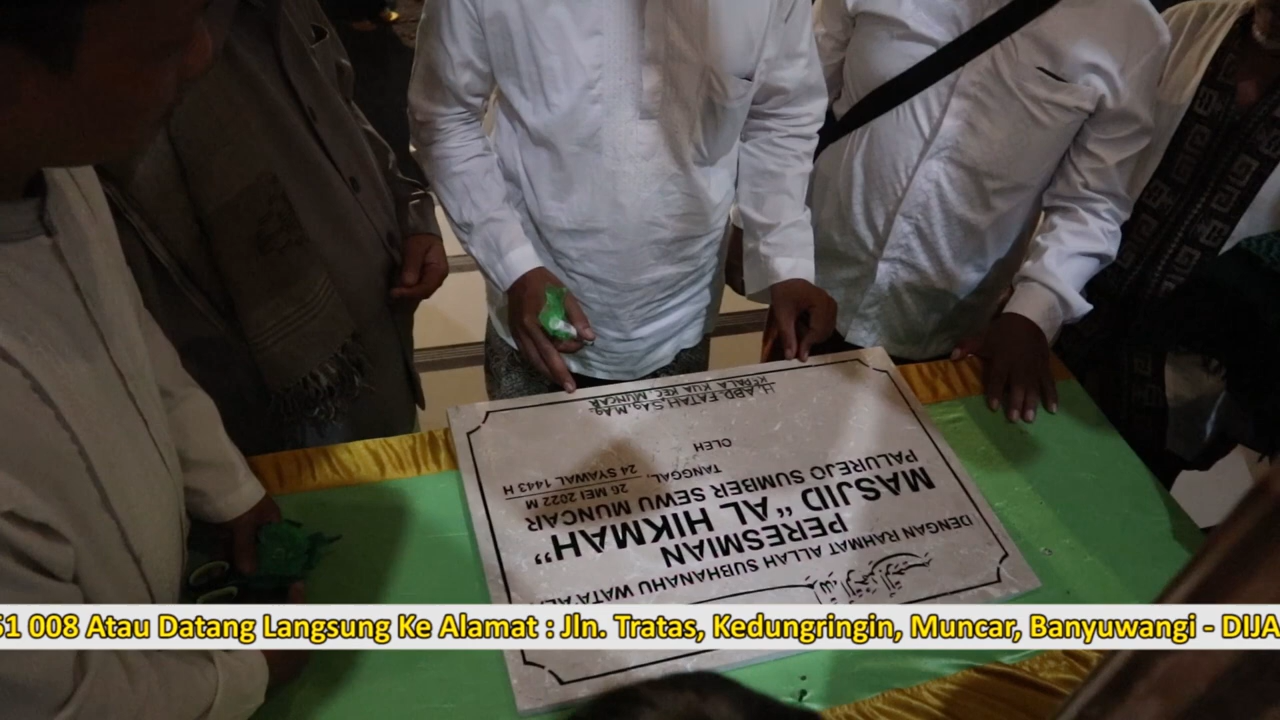 DENGAN RAHMAT ALLAH SUBHANAHU WATA'ALA
PERESMIAN
MASJID “AL HIKMAH”
PALUREJO SUMBER SEWU MUNCAR
TANGGAL, 26 MEI 2022 M
24 SYAWAL 1443 H
OLEH
H. ABD. FATAH, S.Ag, M.Ag.
KEPALA KUA KEC. MUNCAR
51 008 Atau Datang Langsung Ke Alamat : Jln. Tratas, Kedungringin, Muncar, Banyuwangi - DIJA